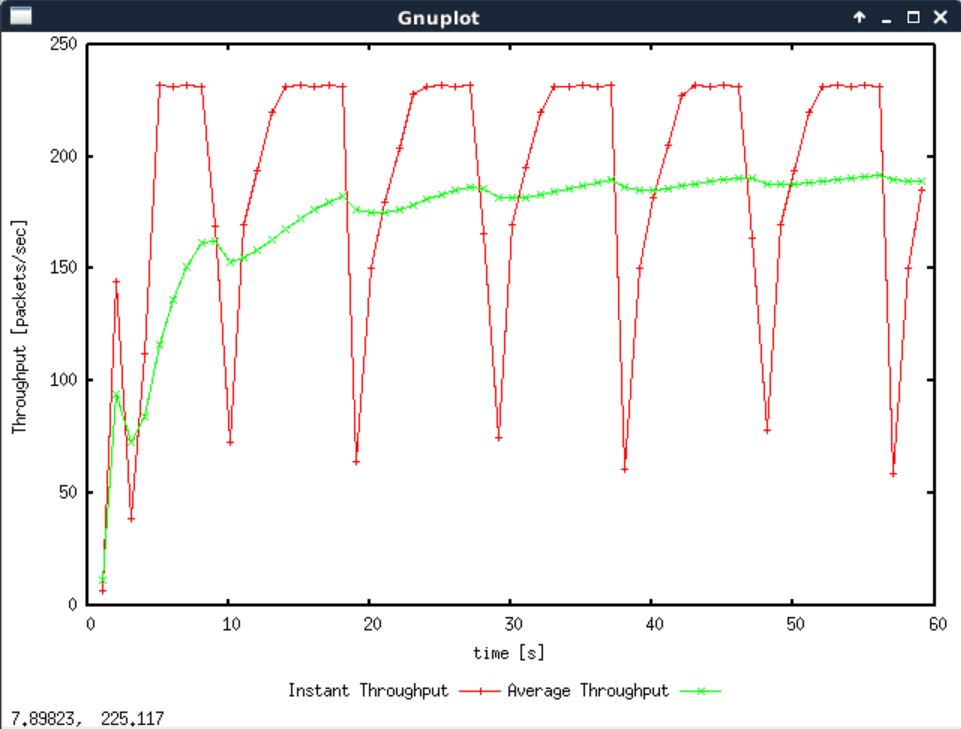 Gnuplot
250
200
150
100
50
0
Throughput [packets/sec]
0 10 20 30 40 50 60
time [s]
Instant Throughput Average Throughput
7.89823, 225.117